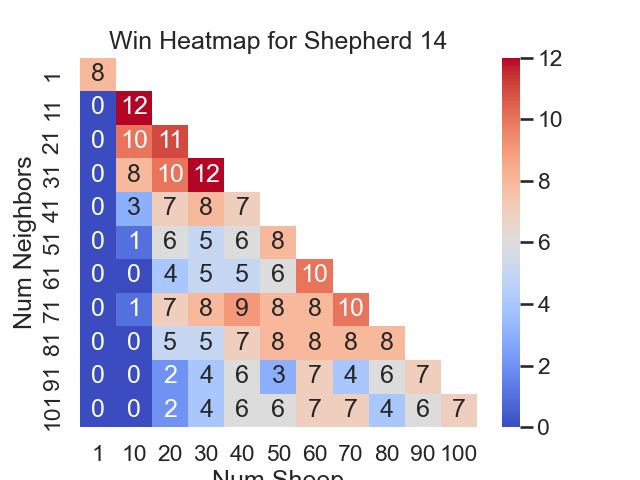 Win Heatmap for Shepherd 14
Num Neighbors
1 8
11 0 12
21 0 10 11
31 0 8 10 12
41 0 3 7 8 7
51 0 1 6 5 6 8
61 0 0 4 5 5 6 10
71 0 1 7 8 9 8 8 10
81 0 0 5 5 7 8 8 8 8
91 0 0 2 4 6 3 7 4 6 7
101 0 0 2 4 6 6 7 7 4 6 7
1 10 20 30 40 50 60 70 80 90 100
Num Sheep
12
10
8
6
4
2
0